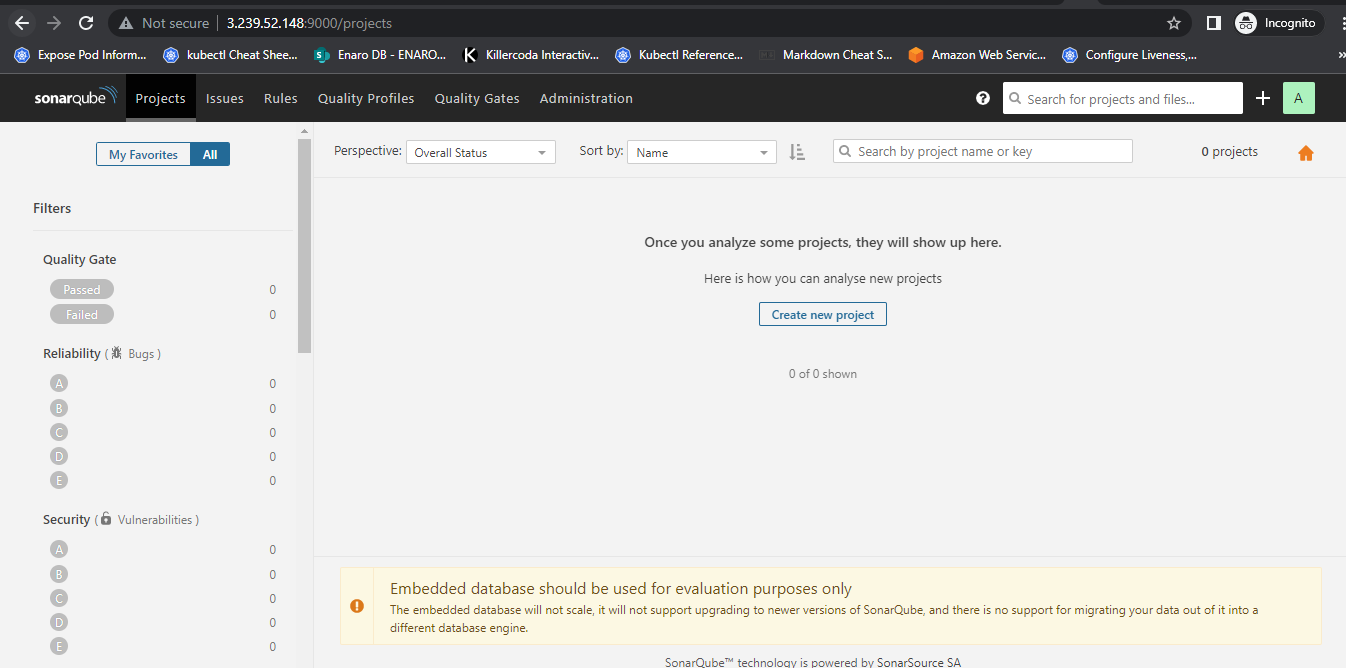 Not secure 3.239.52.148:9000/projects Incognito
Expose Pod Inform... kubectl Cheat Shee... Enaro DB - ENARO... Killercoda Interactiv... Kubectl Reference... Markdown Cheat S... Amazon Web Servic... Configure Liveness,... »
sonarqube Projects Issues Rules Quality Profiles Quality Gates Administration Search for projects and files... A
My Favorites All
Perspective: Overall Status Sort by: Name Search by project name or key 0 projects
Filters
Quality Gate
Passed 0
Failed 0
Reliability ( Bugs )
A 0
B 0
C 0
D 0
E 0
Security ( Vulnerabilities )
A 0
B 0
C 0
D 0
E 0
Once you analyze some projects, they will show up here.
Here is how you can analyse new projects
Create new project
0 of 0 shown
Embedded database should be used for evaluation purposes only
The embedded database will not scale, it will not support upgrading to newer versions of SonarQube, and there is no support for migrating your data out of it into a
different database engine.
SonarQube™ technology is powered by SonarSource SA